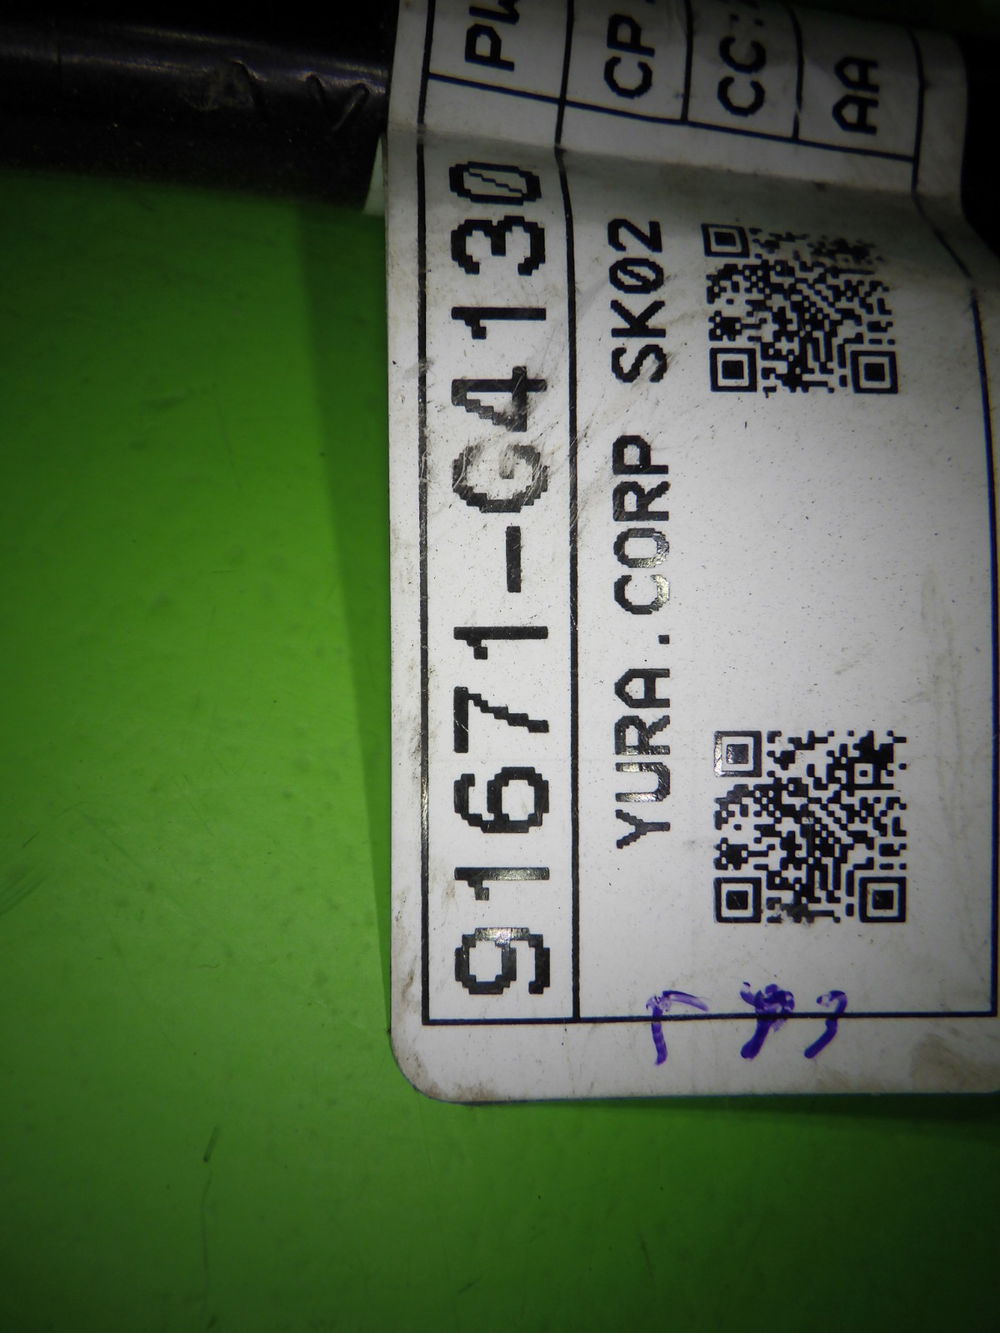 91671-G4130
YURA.CORP SK02
CP
CC:
AA